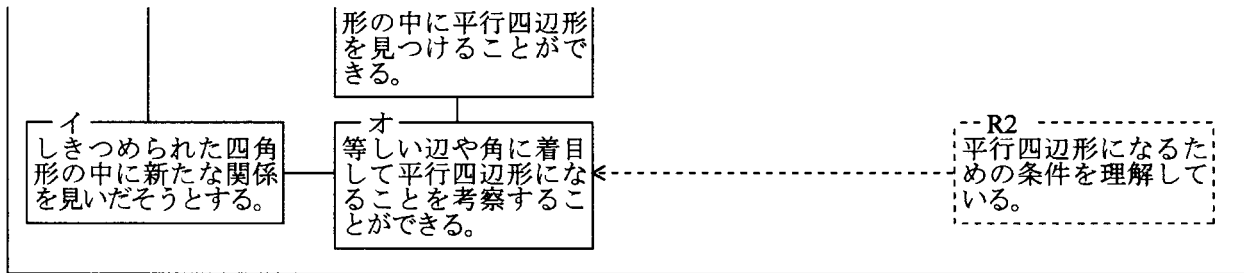 形の中に平行四辺形
を見つけることがで
きる。
イ
しきつめられた四角
形の中に新たな関係
を見いだそうとする。
オ
等しい辺や角に着目
して平行四辺形にな
ることを考察するこ
とができる。
R2
平行四辺形になるた
めの条件を理解して
いる。